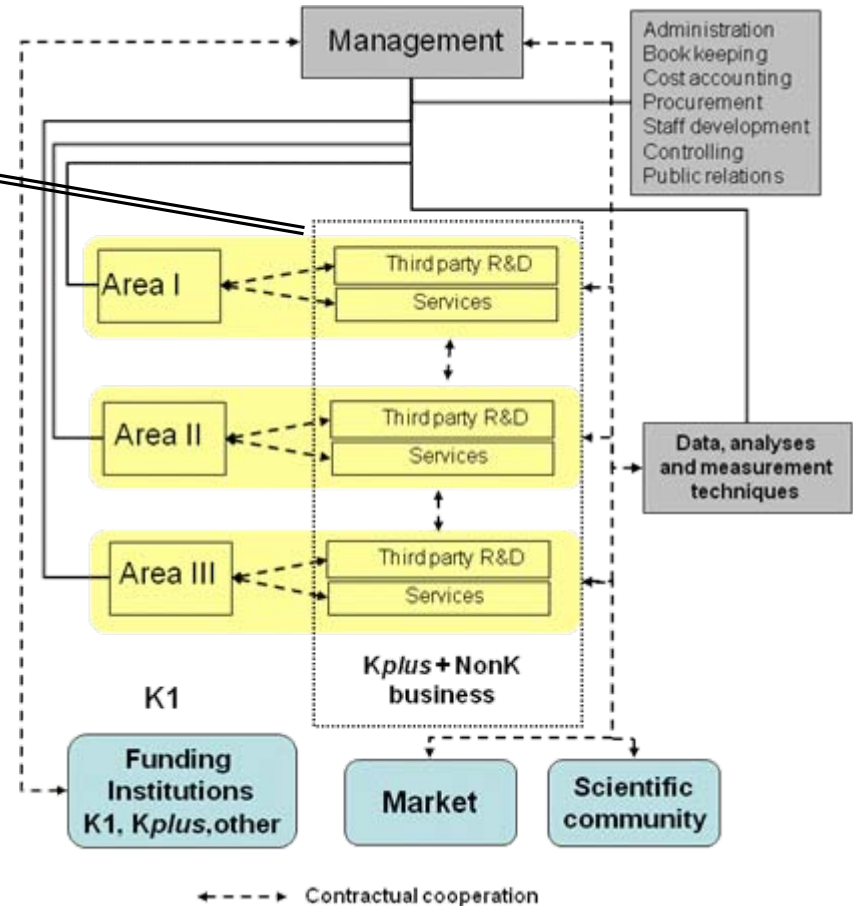 Management
Administration
Book keeping
Cost accounting
Procurement
Staff development
Controlling
Public relations
Area I
Third party R&D
Services
Area II
Third party R&D
Services
Data, analyses
and measurement
techniques
Area III
Third party R&D
Services
Kplus + NonK
business
K1
Funding
Institutions
K1, Kplus,other
Market
Scientific
community
Contractual cooperation